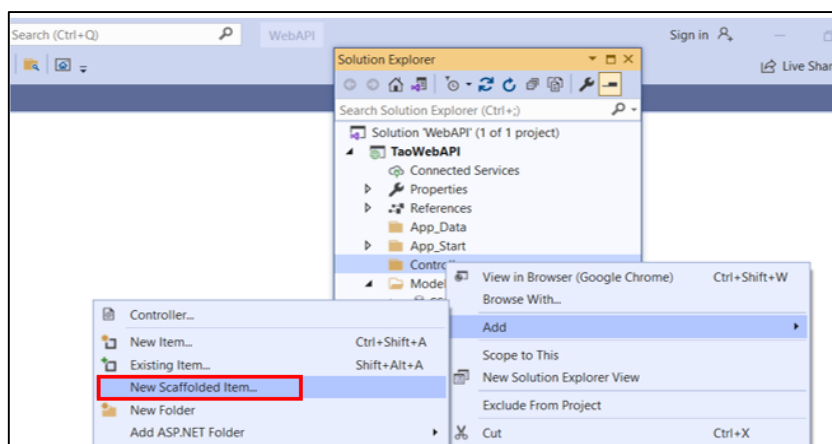 Search (Ctrl+Q)
WebAPI
Sign in
Live Shar
Solution Explorer
Search Solution Explorer (Ctrl+;)
Solution 'WebAPI' (1 of 1 project)
TaoWebAPI
Connected Services
Properties
References
App_Data
App_Start
Contro
Model
View in Browser (Google Chrome) Ctrl+Shift+W
Browse With...
Add
Scope to This
New Solution Explorer View
Exclude From Project
Cut Ctrl+X
Controller...
New Item... Ctrl+Shift+A
Existing Item... Shift+Alt+A
New Scaffolded Item...
New Folder
Add ASP.NET Folder